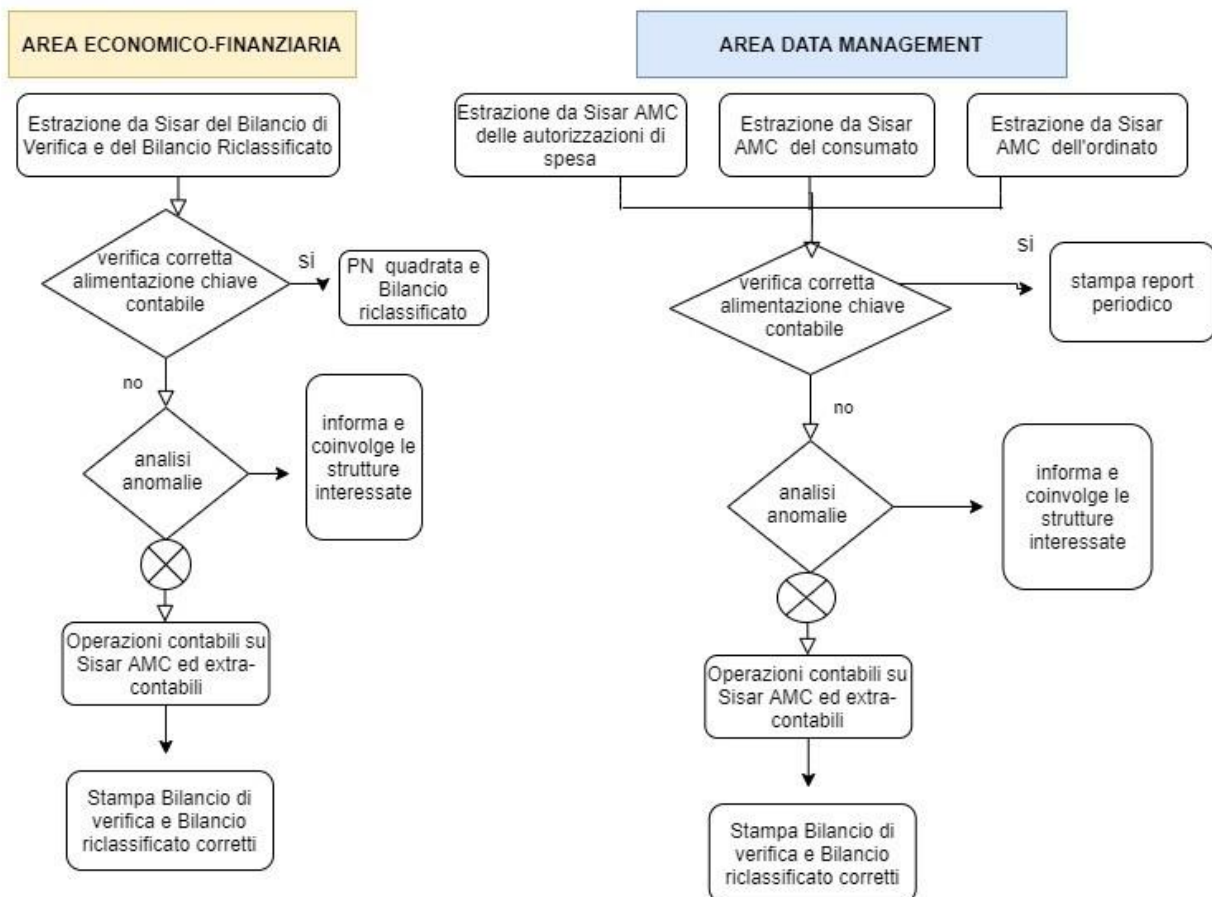 AREA ECONOMICO-FINANZIARIA
Estrazione da Sisar del Bilancio di
Verifica e del Bilancio Riclassificato
verifica corretta
alimentazione chiave
contabile
si
PN quadrata e
Bilancio
riclassificato
no
analisi
anomalie
informa e
coinvolge le
strutture
interessate
Operazioni contabili su
Sisar AMC ed extra-
contabili
Stampa Bilancio di
verifica e Bilancio
riclassificato corretti
AREA DATA MANAGEMENT
Estrazione da Sisar AMC
delle autorizzazioni di
spesa
Estrazione da Sisar
AMC del consumato
Estrazione da Sisar
AMC dell'ordinato
verifica corretta
alimentazione chiave
contabile
si
stampa report
periodico
no
analisi
anomalie
informa e
coinvolge le
strutture
interessate
Operazioni contabili su
Sisar AMC ed extra-
contabili
Stampa Bilancio di
verifica e Bilancio
riclassificato corretti